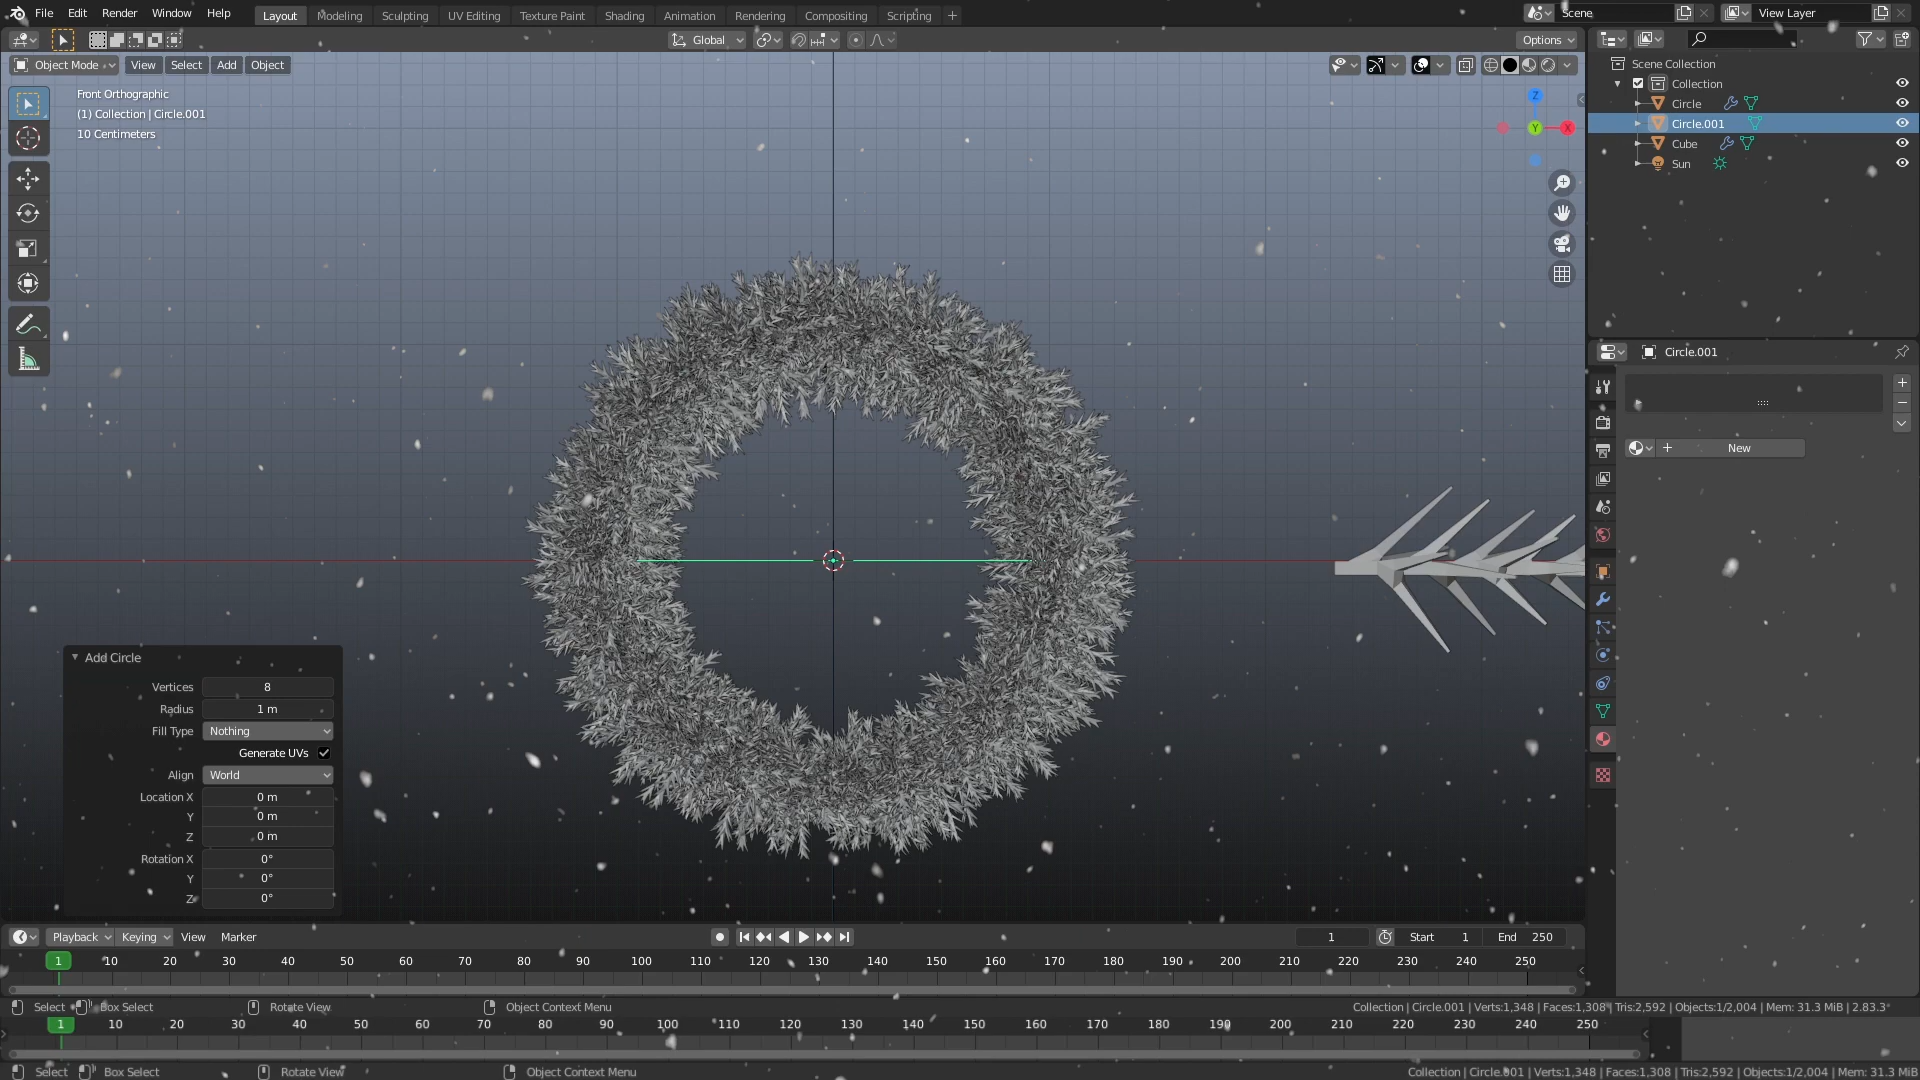 File Edit Render Window Help Layout Modeling Sculpting UV Editing Texture Paint Shading Animation Rendering Compositing Scripting + Scene View Layer
Global Options
Object Mode View Select Add Object
Front Orthographic
(1) Collection | Circle.001
10 Centimeters
Z
Y
X
Scene Collection
Collection
Circle
Circle.001
Cube
Sun
Circle.001
New
Add Circle
Vertices 8
Radius 1 m
Fill Type Nothing
Generate UVs
Align World
Location X 0 m
Y 0 m
Z 0 m
Rotation X 0°
Y 0°
Z 0°
Playback Keying View Marker 1 Start 1 End 250
1 10 20 30 40 50 60 70 80 90 100 110 120 130 140 150 160 170 180 190 200 210 220 230 240 250
Select Box Select Rotate View Object Context Menu Collection | Circle.001 | Verts:1,348 | Faces:1,308 | Tris:2,592 | Objects:1/2,004 | Mem: 31.3 MiB | 2.83.3
1 10 20 30 40 50 60 70 80 90 100 110 120 130 140 150 160 170 180 190 200 210 220 230 240 250
Select Box Select Rotate View Object Context Menu Collection | Circle.001 | Verts:1,348 | Faces:1,308 | Tris:2,592 | Objects:1/2,004 | Mem: 31.3 MiB